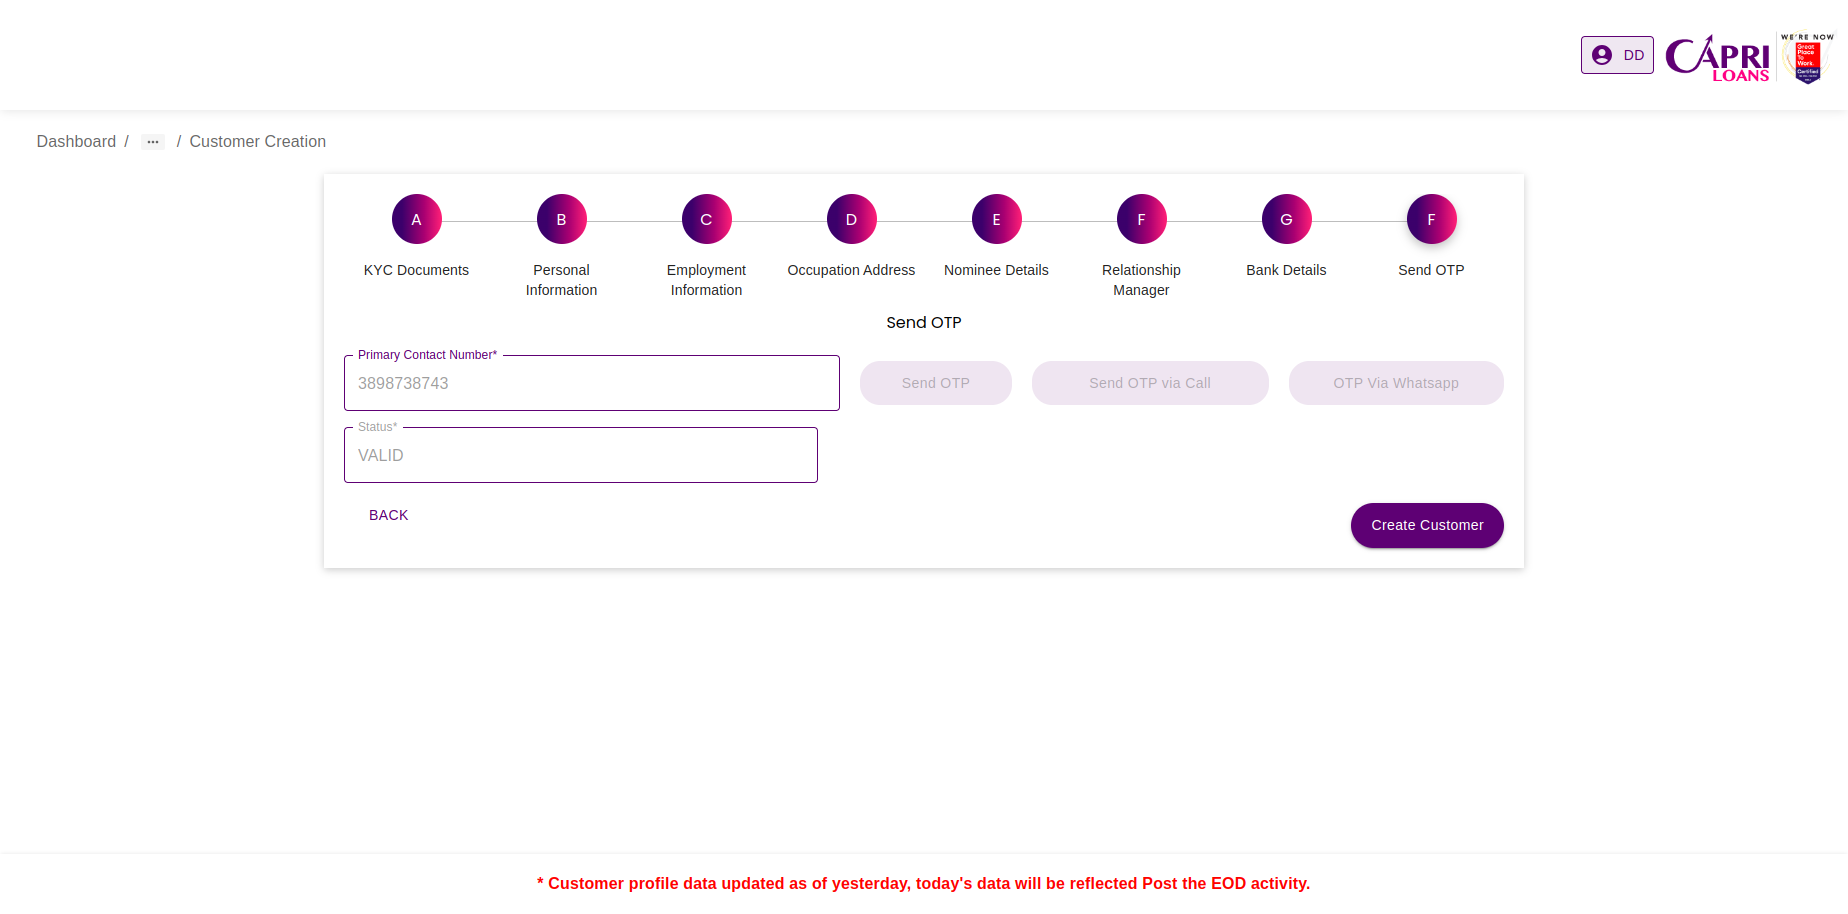 DD
CAPRI
LOANS
WE'RE NOW
Great
Place
To
Work.
Certified
Dashboard / ... / Customer Creation
A B C D E F G F
KYC Documents Personal Information Employment Information Occupation Address Nominee Details Relationship Manager Bank Details Send OTP
Send OTP
Primary Contact Number*
3898738743 Send OTP Send OTP via Call OTP Via Whatsapp
Status*
VALID
BACK
Create Customer
* Customer profile data updated as of yesterday, today's data will be reflected Post the EOD activity.